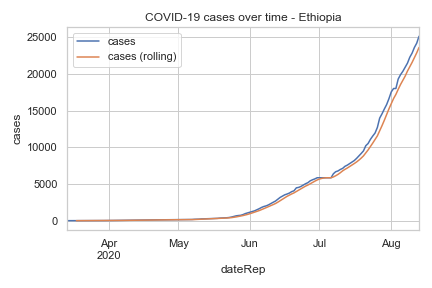 COVID-19 cases over time - Ethiopia
cases
cases (rolling)
25000
20000
15000
10000
5000
0
cases
Apr
2020
May
Jun
Jul
Aug
dateRep